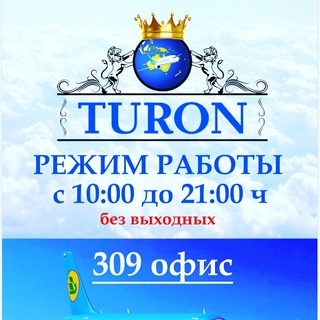 TURON
РЕЖИМ РАБОТЫ
с 10:00 до 21:00 ч
без выходных
309 офис